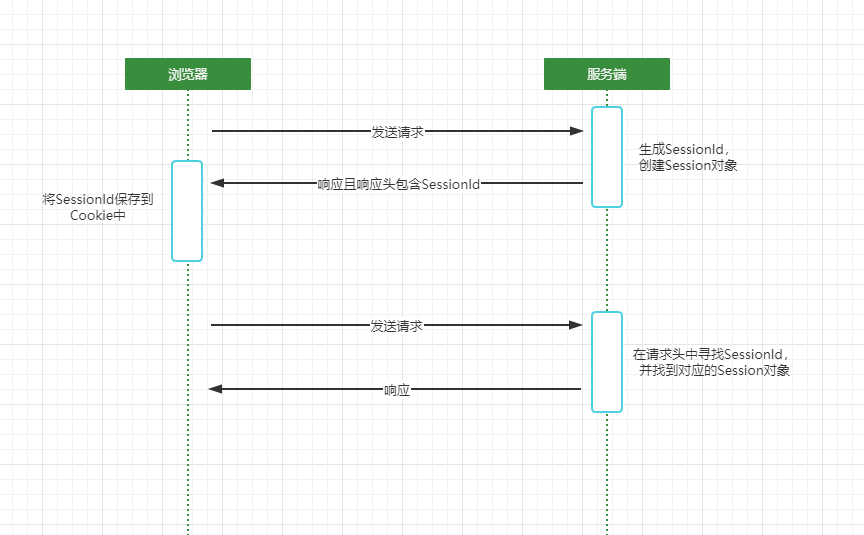 浏览器
服务端
发送请求
生成SessionId，
创建Session对象
响应且响应头包含SessionId
将SessionId保存到
Cookie中
发送请求
在请求头中寻找SessionId，
并找到对应的Session对象
响应